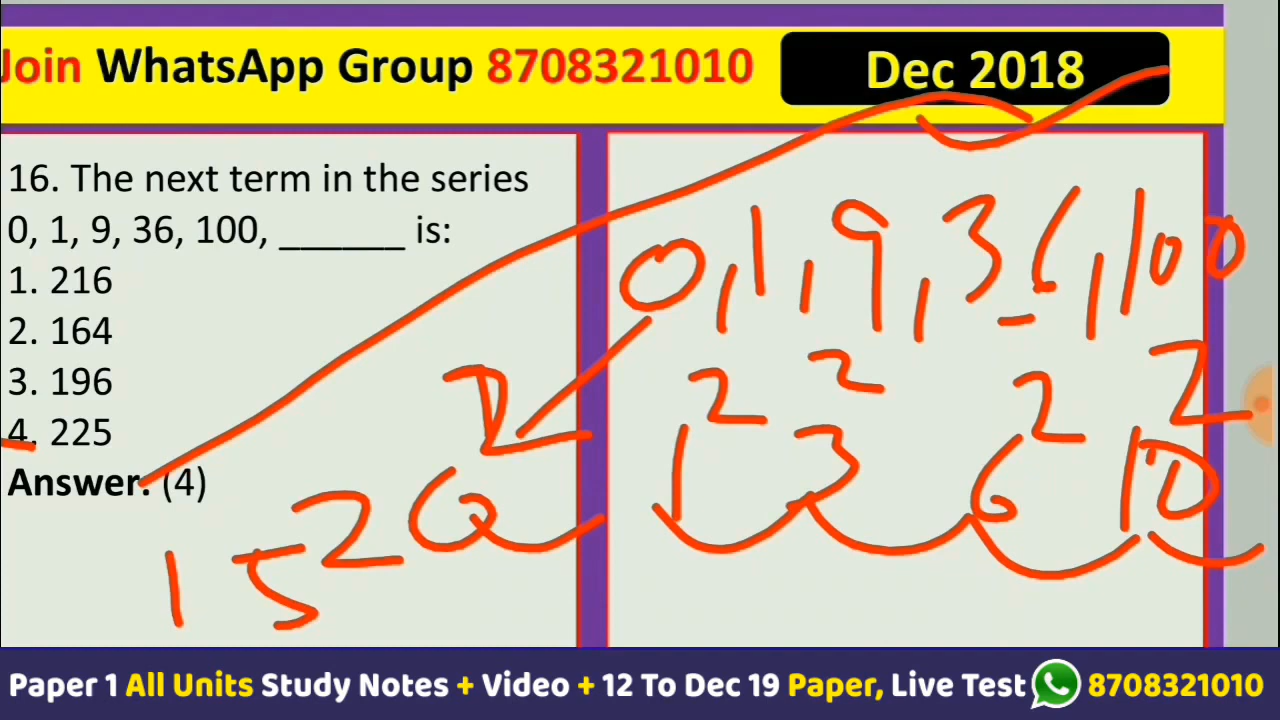 Join WhatsApp Group 8708321010
Dec 2018
16. The next term in the series
0, 1, 9, 36, 100, ______ is:
1. 216
2. 164
3. 196
4. 225
Answer. (4)
0, 1, 9, 36, 100
0² 1² 3² 6² 10²
15²
Paper 1 All Units Study Notes + Video + 12 To Dec 19 Paper, Live Test 8708321010